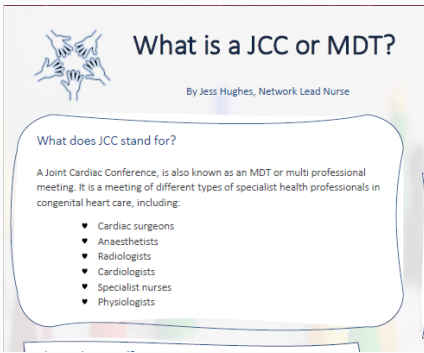 What is a JCC or MDT?
By Jess Hughes, Network Lead Nurse
What does JCC stand for?
A Joint Cardiac Conference, is also known as an MDT or multi professional
meeting. It is a meeting of different types of specialist health professionals in
congenital heart care, including:
♥ Cardiac surgeons
♥ Anaesthetists
♥ Radiologists
♥ Cardiologists
♥ Specialist nurses
♥ Physiologists